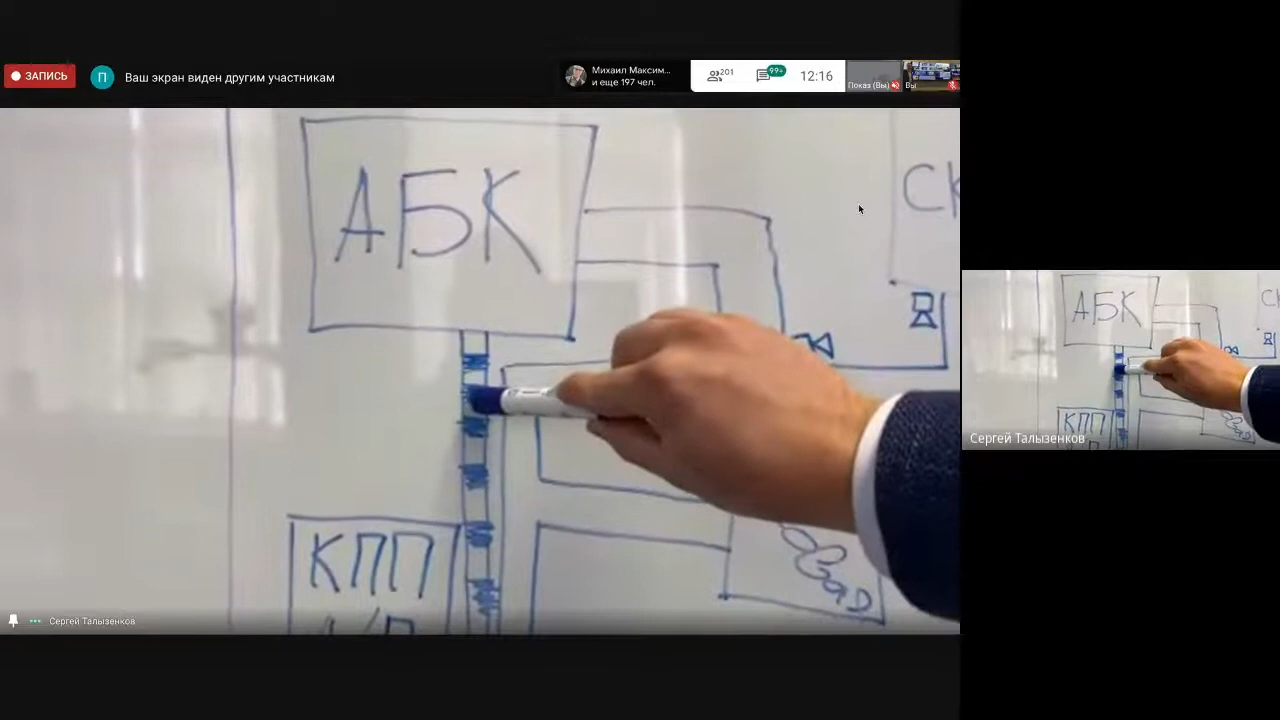 ЗАПИСЬ
П
Ваш экран виден другим участникам
Михаил Максим...
и еще 197 чел.
201
99+
12:16
Показ (Вы)
Вы
АБК
СК
КПП
Сергей Талызенков
АБК
КПП
Сергей Талызенков